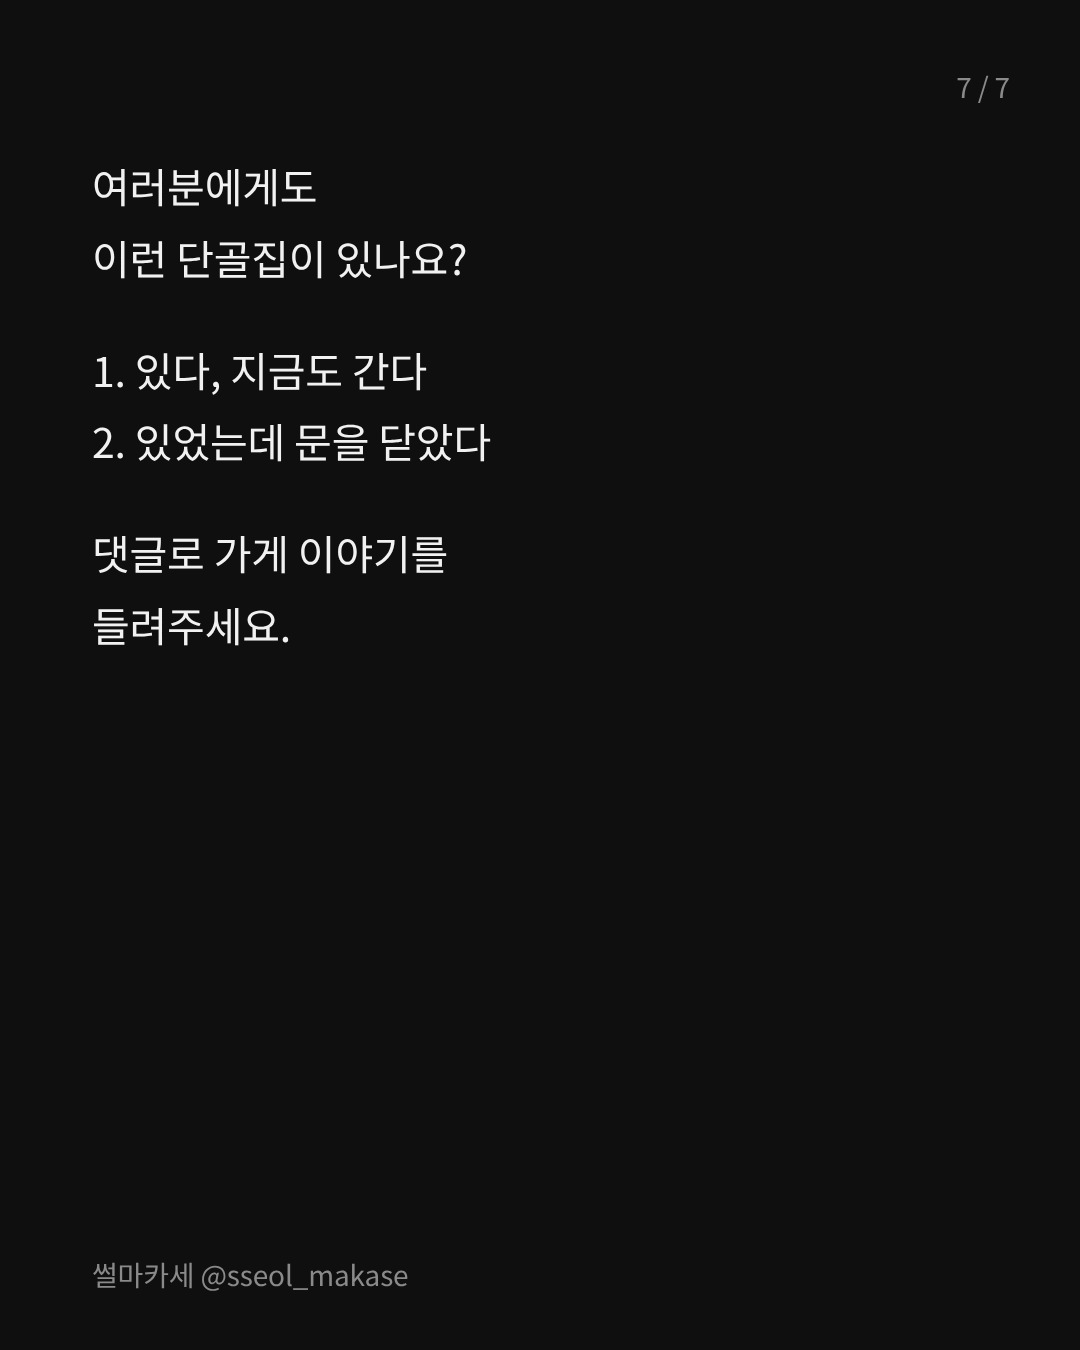 7 / 7
여러분에게도
이런 단골집이 있나요?
1. 있다, 지금도 간다
2. 있었는데 문을 닫았다
댓글로 가게 이야기를
들려주세요.
썰마카세 @sseol_makase